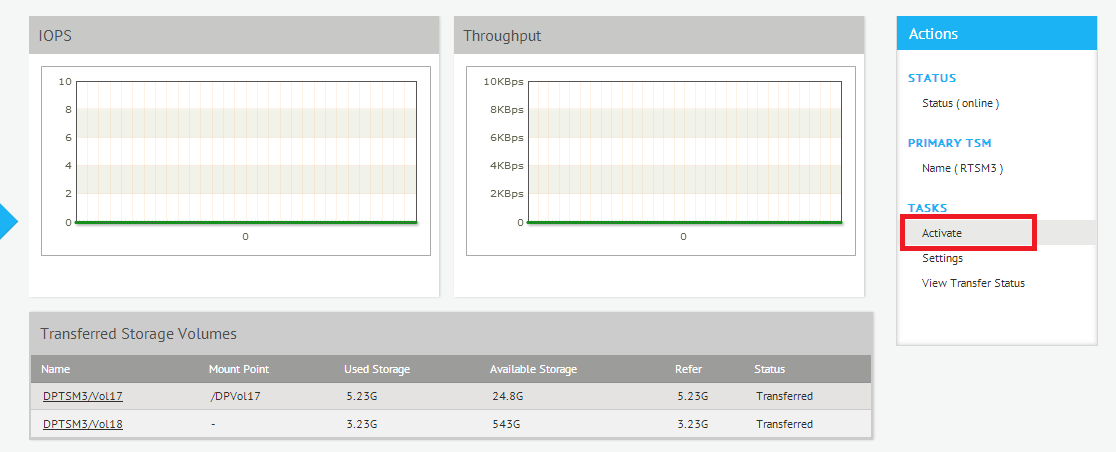 IOPS
10
8
6
4
2
0
0
Throughput
10KBps
8KBps
6KBps
4KBps
2KBps
0
0
Actions
STATUS
Status ( online )
PRIMARY TSM
Name ( RTSM3 )
TASKS
Activate
Settings
View Transfer Status
Transferred Storage Volumes
Name Mount Point Used Storage Available Storage Refer Status
DPTSM3/Vol17 /DPVol17 5.23G 24.8G 5.23G Transferred
DPTSM3/Vol18 - 3.23G 543G 3.23G Transferred